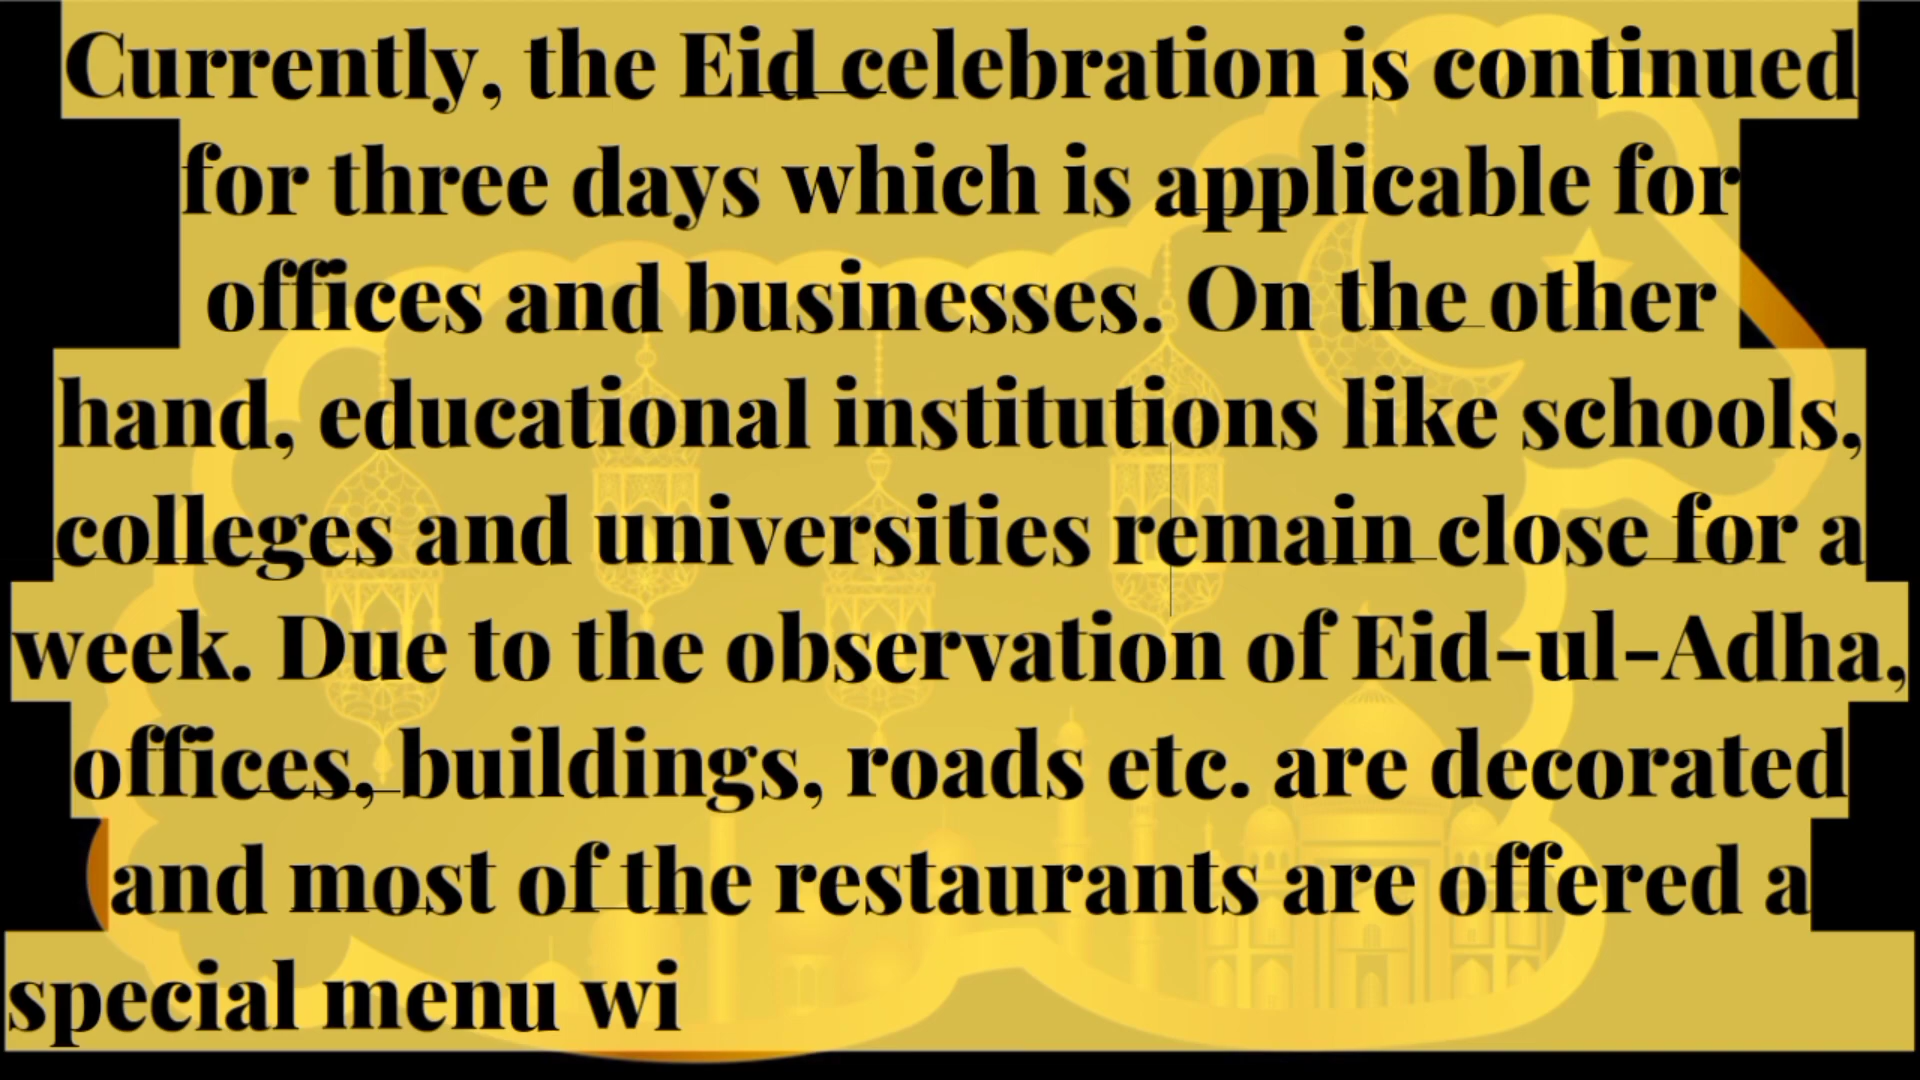 Currently, the Eid celebration is continued
for three days which is applicable for
offices and businesses. On the other
hand, educational institutions like schools,
colleges and universities remain close for a
week. Due to the observation of Eid-ul-Adha,
offices, buildings, roads etc. are decorated
and most of the restaurants are offered a
special menu wi